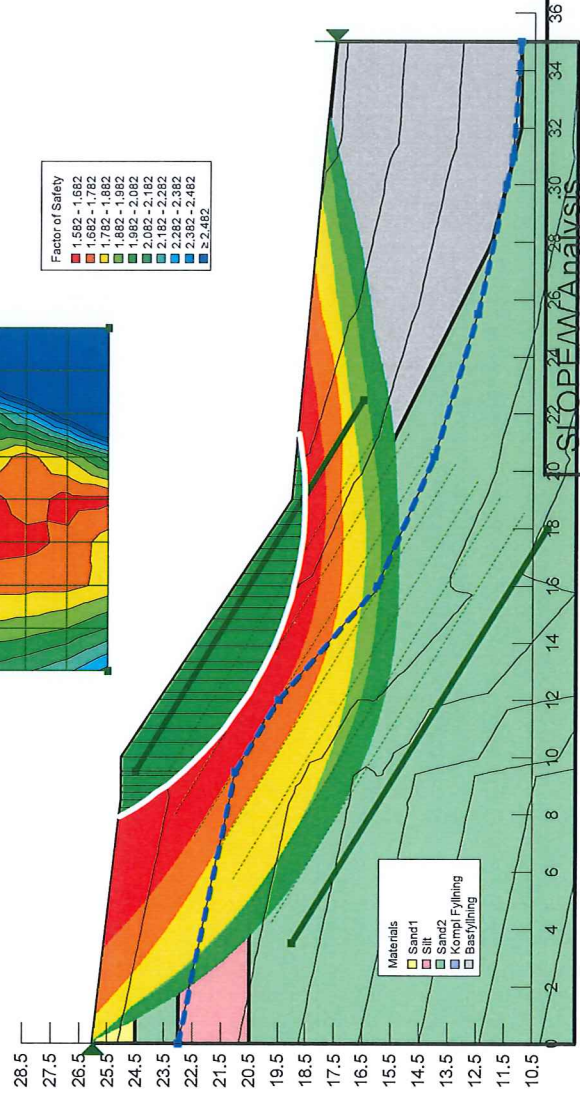 Factor of Safety
1.582 - 1.682
1.682 - 1.782
1.782 - 1.882
1.882 - 1.982
1.982 - 2.082
2.082 - 2.182
2.182 - 2.282
2.282 - 2.382
2.382 - 2.482
≥ 2.482
28.5
27.5
26.5
25.5
24.5
23.5
22.5
21.5
20.5
19.5
18.5
17.5
16.5
15.5
14.5
13.5
12.5
11.5
10.5
Materials
Sand1
Silt
Sand2
Kompl Fyllning
Basfyllning
0 2 4 6 8 10 12 14 16 18 20 22 24 26 28 30 32 34 36
SLOPE/W Analysis